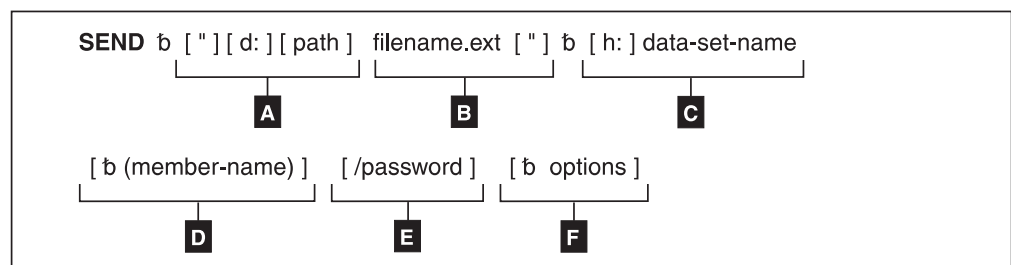 SEND ƀ [ " ] [ d: ] [ path ] filename.ext [ " ] ƀ [ h: ] data-set-name
A B C
[ ƀ (member-name) ] [ /password ] [ ƀ options ]
D E F